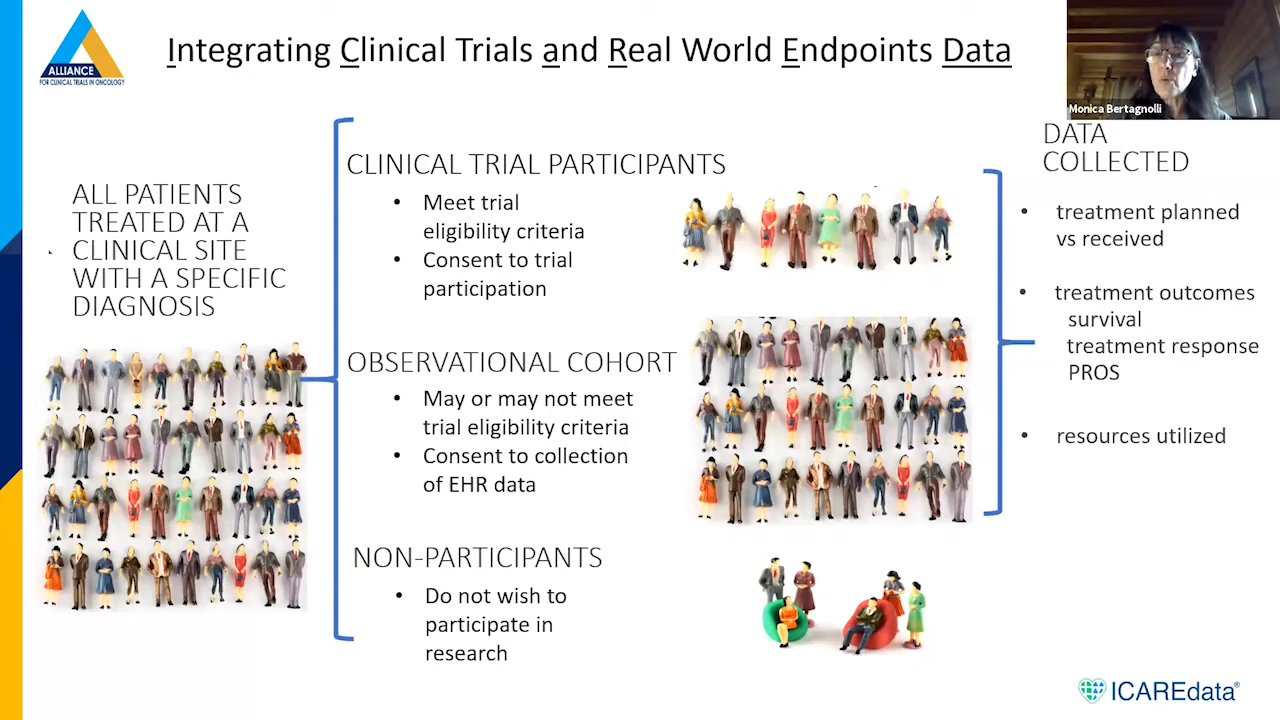 Integrating Clinical Trials and Real World Endpoints Data
ALLIANCE
FOR CLINICAL TRIALS IN ONCOLOGY
Monica Bertagnolli
ALL PATIENTS
TREATED AT A
CLINICAL SITE
WITH A SPECIFIC
DIAGNOSIS
CLINICAL TRIAL PARTICIPANTS
• Meet trial
eligibility criteria
• Consent to trial
participation
OBSERVATIONAL COHORT
• May or may not meet
trial eligibility criteria
• Consent to collection
of EHR data
NON-PARTICIPANTS
• Do not wish to
participate in
research
DATA
COLLECTED
• treatment planned
vs received
• treatment outcomes
survival
treatment response
PROS
• resources utilized
ICAREdata®